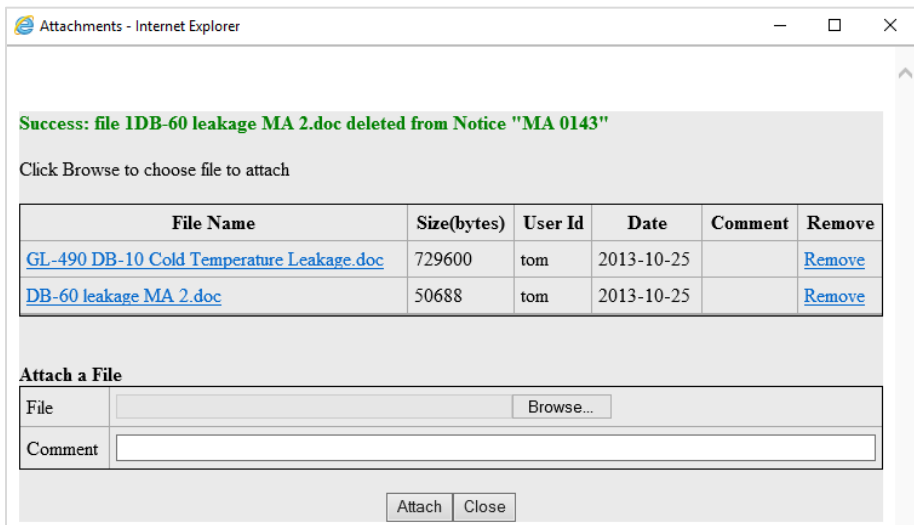 Attachments - Internet Explorer
Success: file 1DB-60 leakage MA 2.doc deleted from Notice "MA 0143"
Click Browse to choose file to attach
File Name Size(bytes) User Id Date Comment Remove
GL-490 DB-10 Cold Temperature Leakage.doc 729600 tom 2013-10-25 Remove
DB-60 leakage MA 2.doc 50688 tom 2013-10-25 Remove
Attach a File
File Browse...
Comment
Attach Close